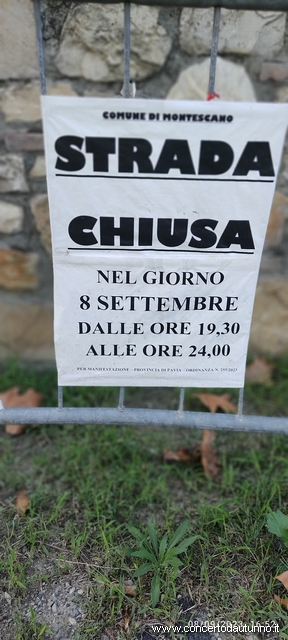 COMUNE DI MONTESCANO
STRADA
CHIUSA
NEL GIORNO
8 SETTEMBRE
DALLE ORE 19,30
ALLE ORE 24,00
PER MANIFESTAZIONE - PROVINCIA DI PAVIA - ORDINANZA N.
www.concertodautunno.it